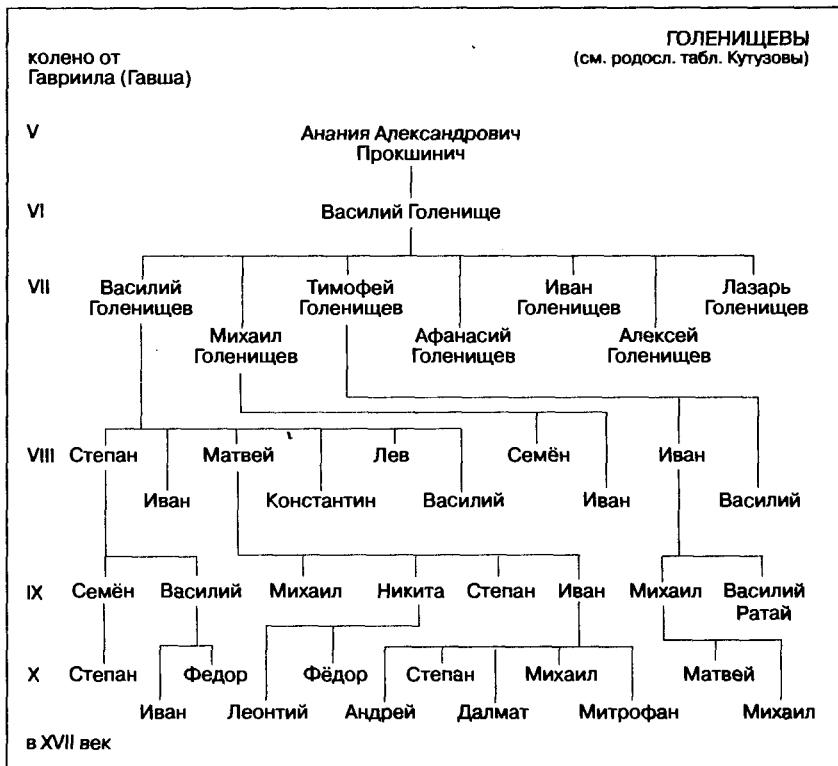 ГОЛЕНИЩЕВЫ
(см. родосл. табл. Кутузовы)
колено от
Гавриила (Гавша)
V Анания Александрович
Прокшинич
VI Василий Голенище
VII Василий Тимофей Иван Лазарь
Голенищев Голенищев Голенищев Голенищев
Михаил Афанасий Алексей
Голенищев Голенищев Голенищев
VIII Степан Матвей Лев Семён Иван
Иван Константин Василий Иван Василий
IX Семён Василий Михаил Никита Степан Иван Михаил Василий
Ратай
X Степан Федор Фёдор Степан Михаил Матвей
Иван Леонтий Андрей Далмат Митрофан Михаил
в XVII век